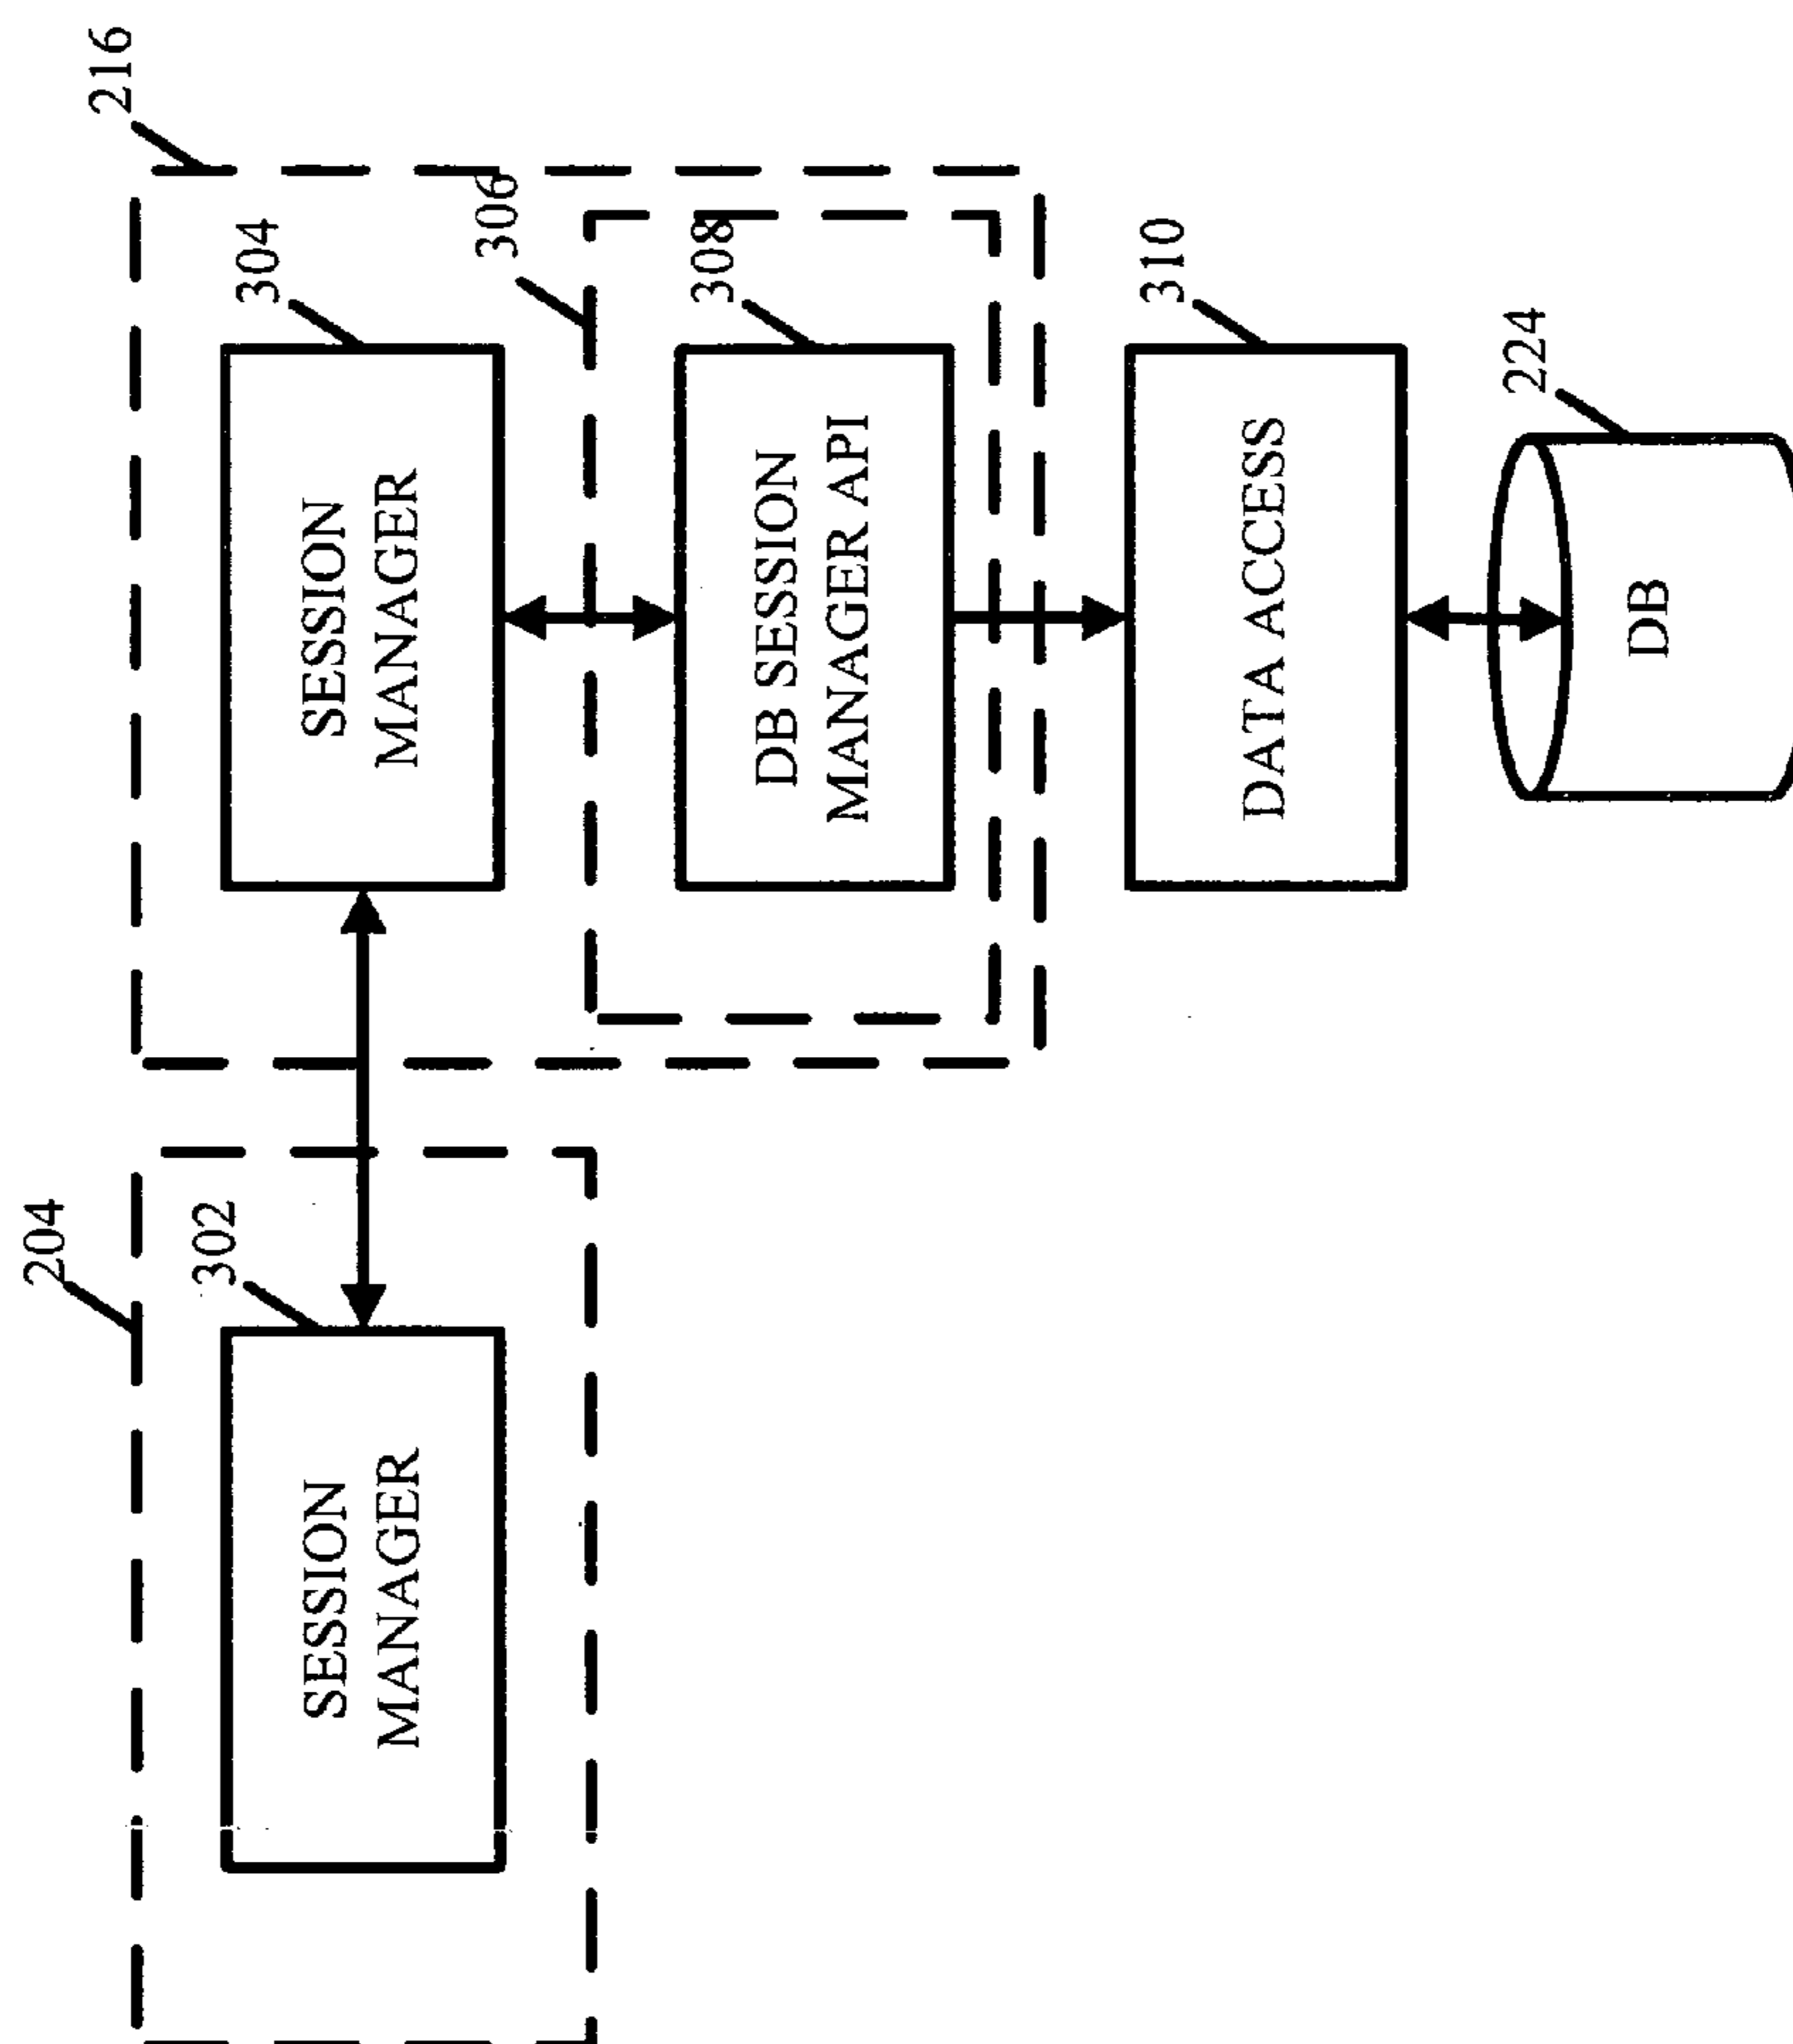 204
302
SESSION
MANAGER
216
304
SESSION
MANAGER
306
308
DB SESSION
MANAGER API
310
DATA ACCESS
224
DB